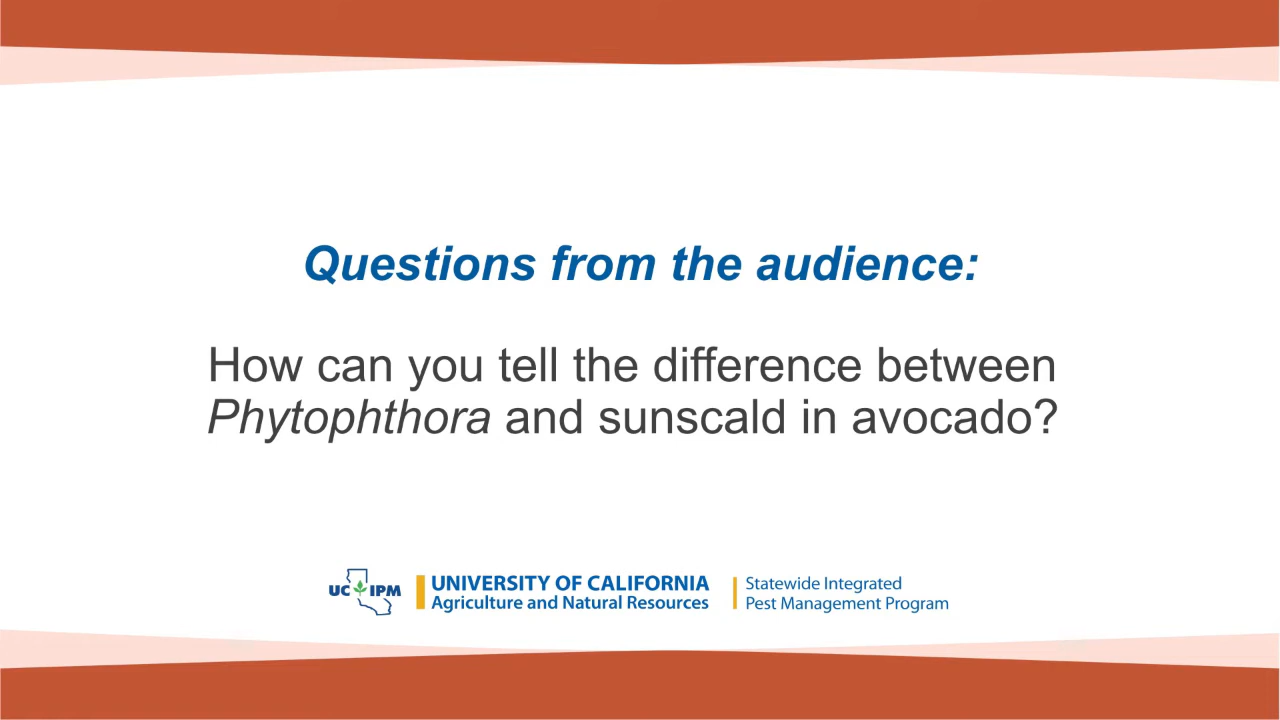 Questions from the audience:
How can you tell the difference between
Phytophthora and sunscald in avocado?
UC IPM
UNIVERSITY OF CALIFORNIA
Agriculture and Natural Resources
Statewide Integrated
Pest Management Program